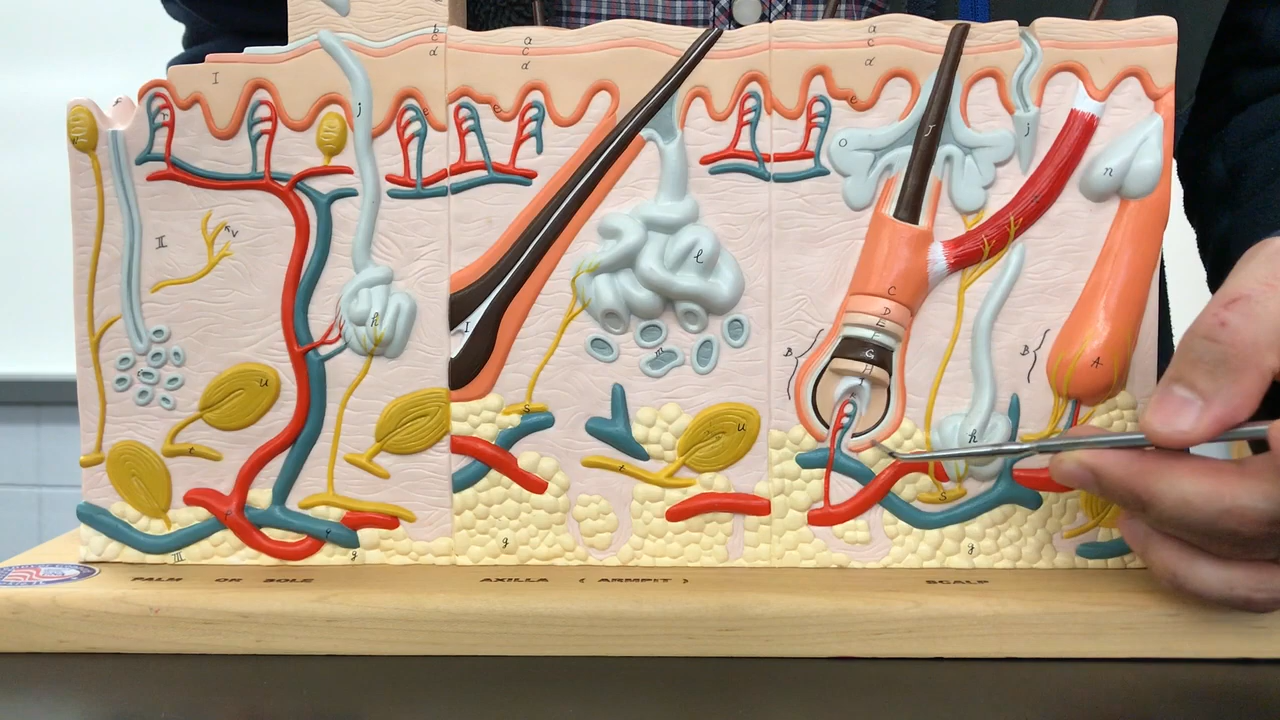 PALM OR SOLE
AXILLA ( ARMPIT )
SCALP
a
c
d
a
c
d
b
c
d
I
II
III
e
e
e
j
j
J
h
h
l
m
n
o
i
v
u
u
t
t
s
s
g
g
g
A
B
B
C
D
E
F
G
H
I
I
K